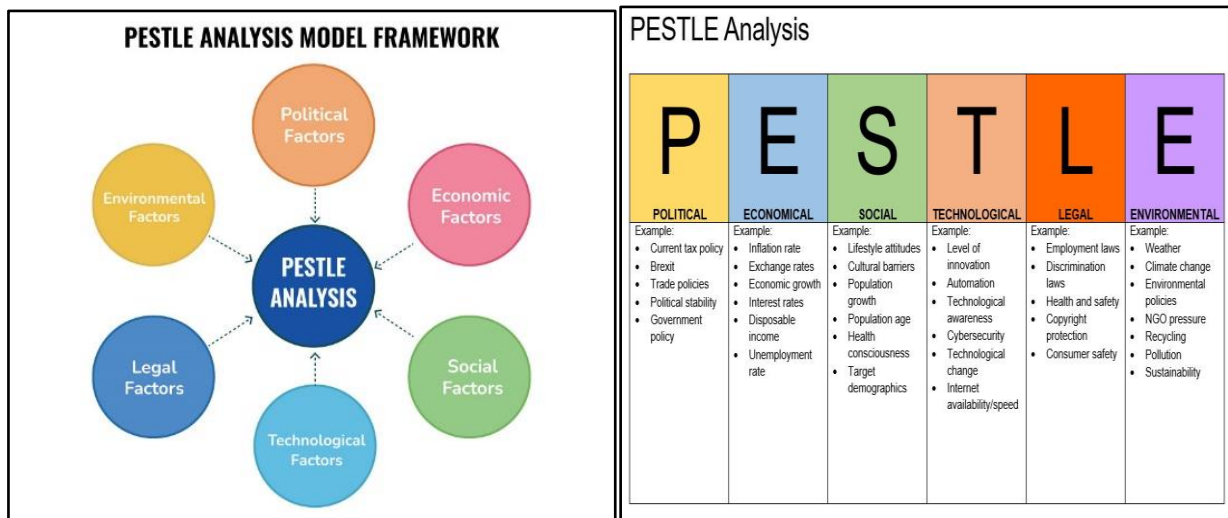 PESTLE ANALYSIS MODEL FRAMEWORK
Political
Factors
Economic
Factors
Social
Factors
Technological
Factors
Legal
Factors
Environmental
Factors
PESTLE
ANALYSIS
PESTLE Analysis
P
E
S
T
L
E
POLITICAL
Example:
• Current tax policy
• Brexit
• Trade policies
• Political stability
• Government
policy
ECONOMICAL
Example:
• Inflation rate
• Exchange rates
• Economic growth
• Interest rates
• Disposable
income
• Unemployment
rate
SOCIAL
Example:
• Lifestyle attitudes
• Cultural barriers
• Population
growth
• Population age
• Health
consciousness
• Target
demographics
TECHNOLOGICAL
Example:
• Level of
innovation
• Automation
• Technological
awareness
• Cybersecurity
• Technological
change
• Internet
availability/speed
LEGAL
Example:
• Employment laws
• Discrimination
laws
• Health and safety
• Copyright
protection
• Consumer safety
ENVIRONMENTAL
Example:
• Weather
• Climate change
• Environmental
policies
• NGO pressure
• Recycling
• Pollution
• Sustainability